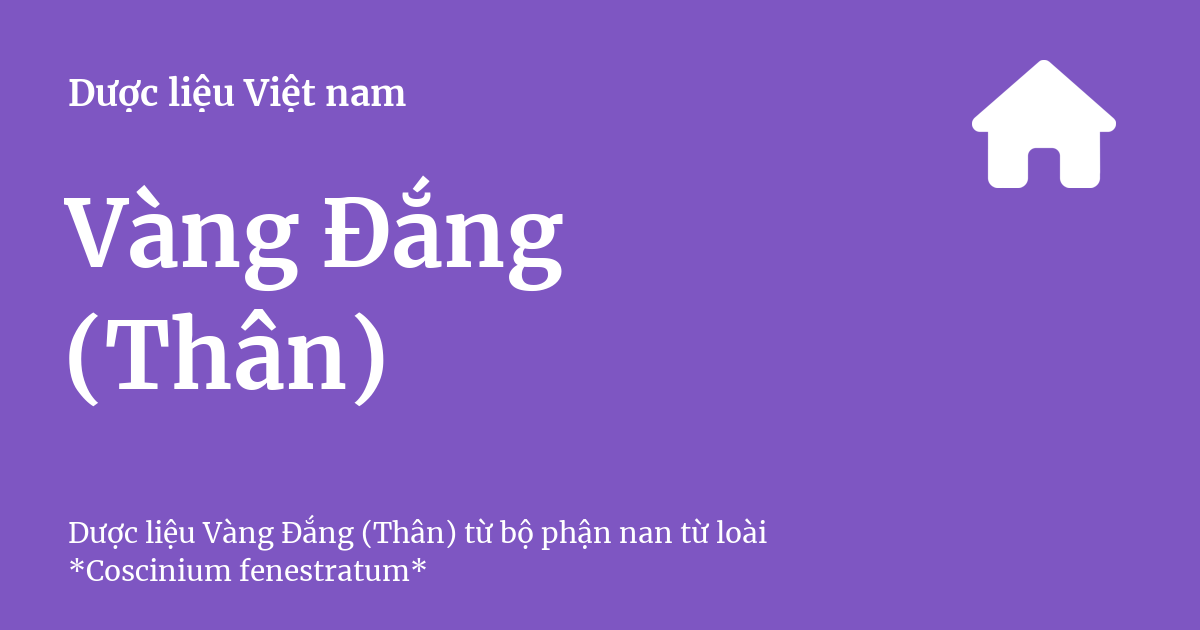 Dược liệu Việt nam
Vàng Đắng
(Thân)
Dược liệu Vàng Đắng (Thân) từ bộ phận nan từ loài
*Coscinium fenestratum*